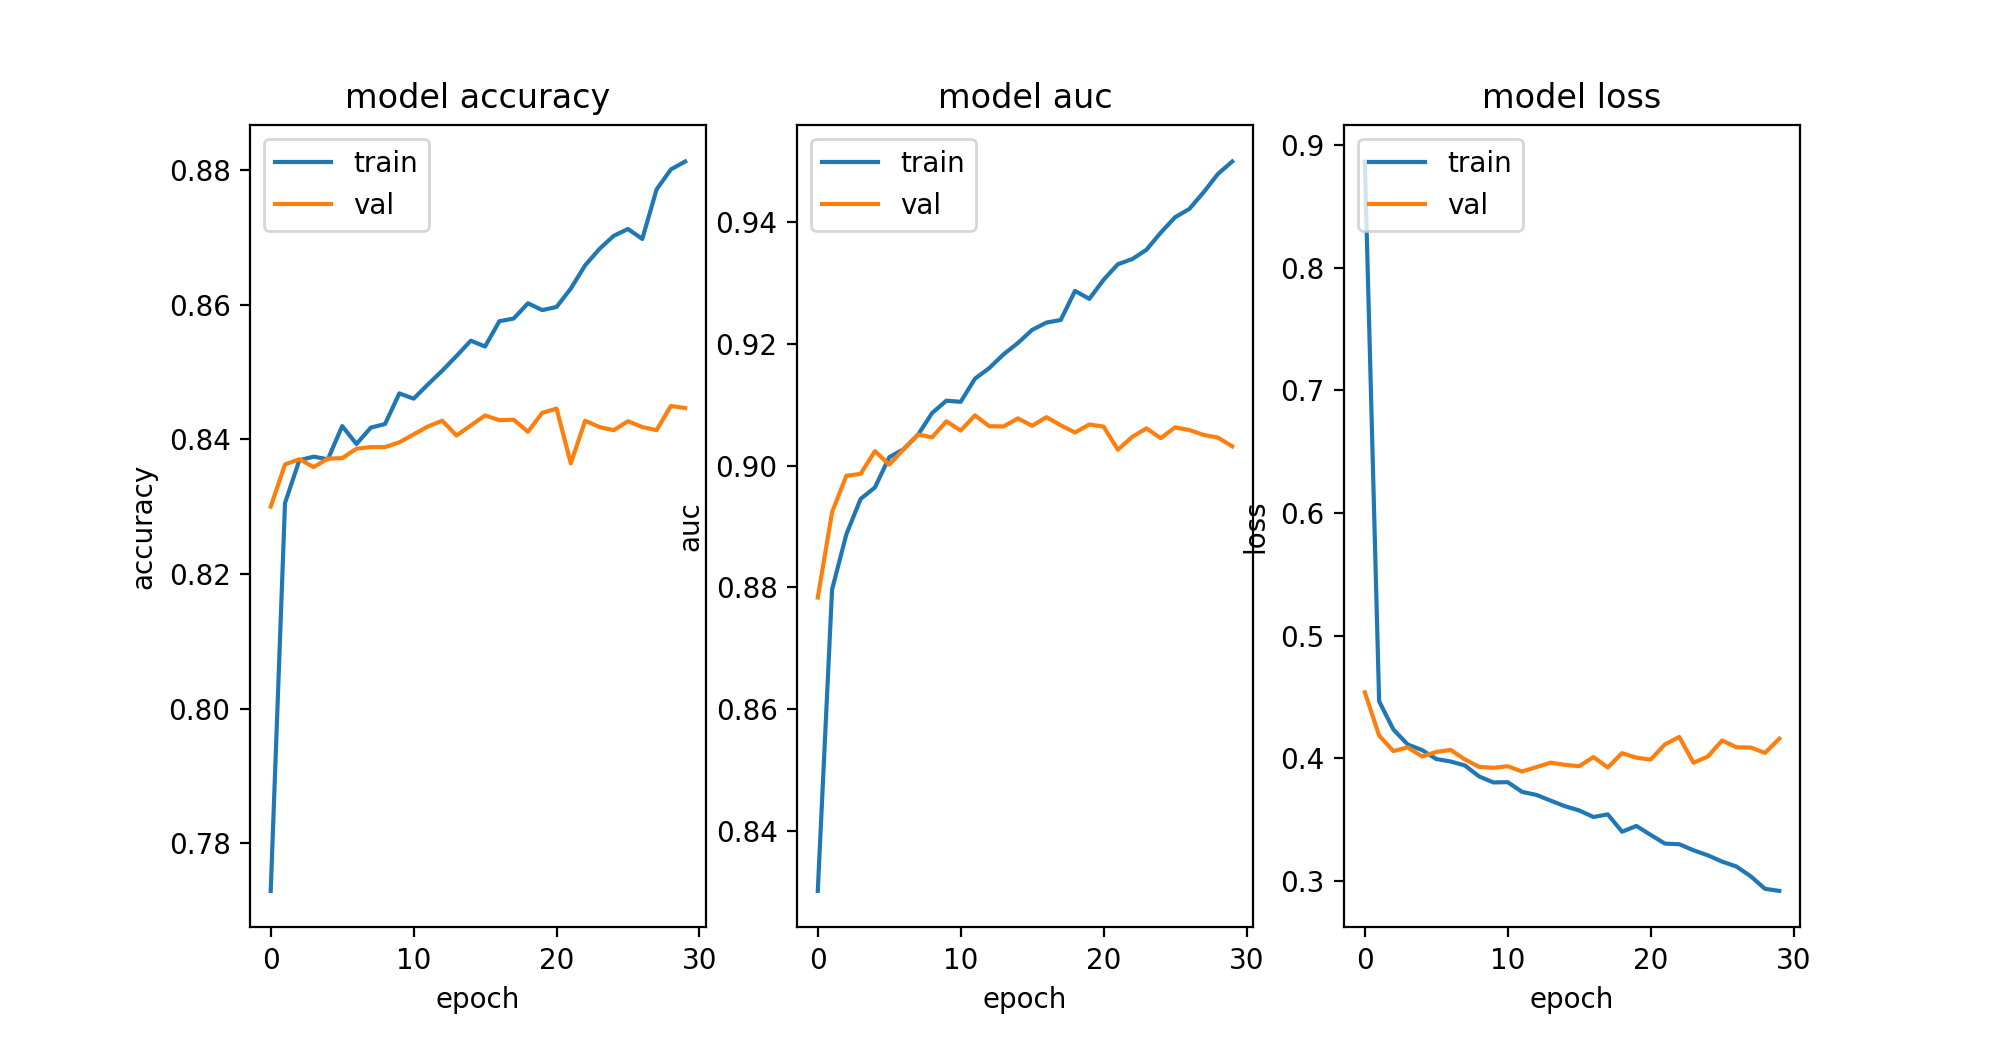 model accuracy
train
val
0.88
0.86
0.84
0.82
0.80
0.78
accuracy
0
10
20
30
epoch
model auc
train
val
0.94
0.92
0.90
0.88
0.86
0.84
auc
0
10
20
30
epoch
model loss
train
val
0.9
0.8
0.7
0.6
0.5
0.4
0.3
loss
0
10
20
30
epoch